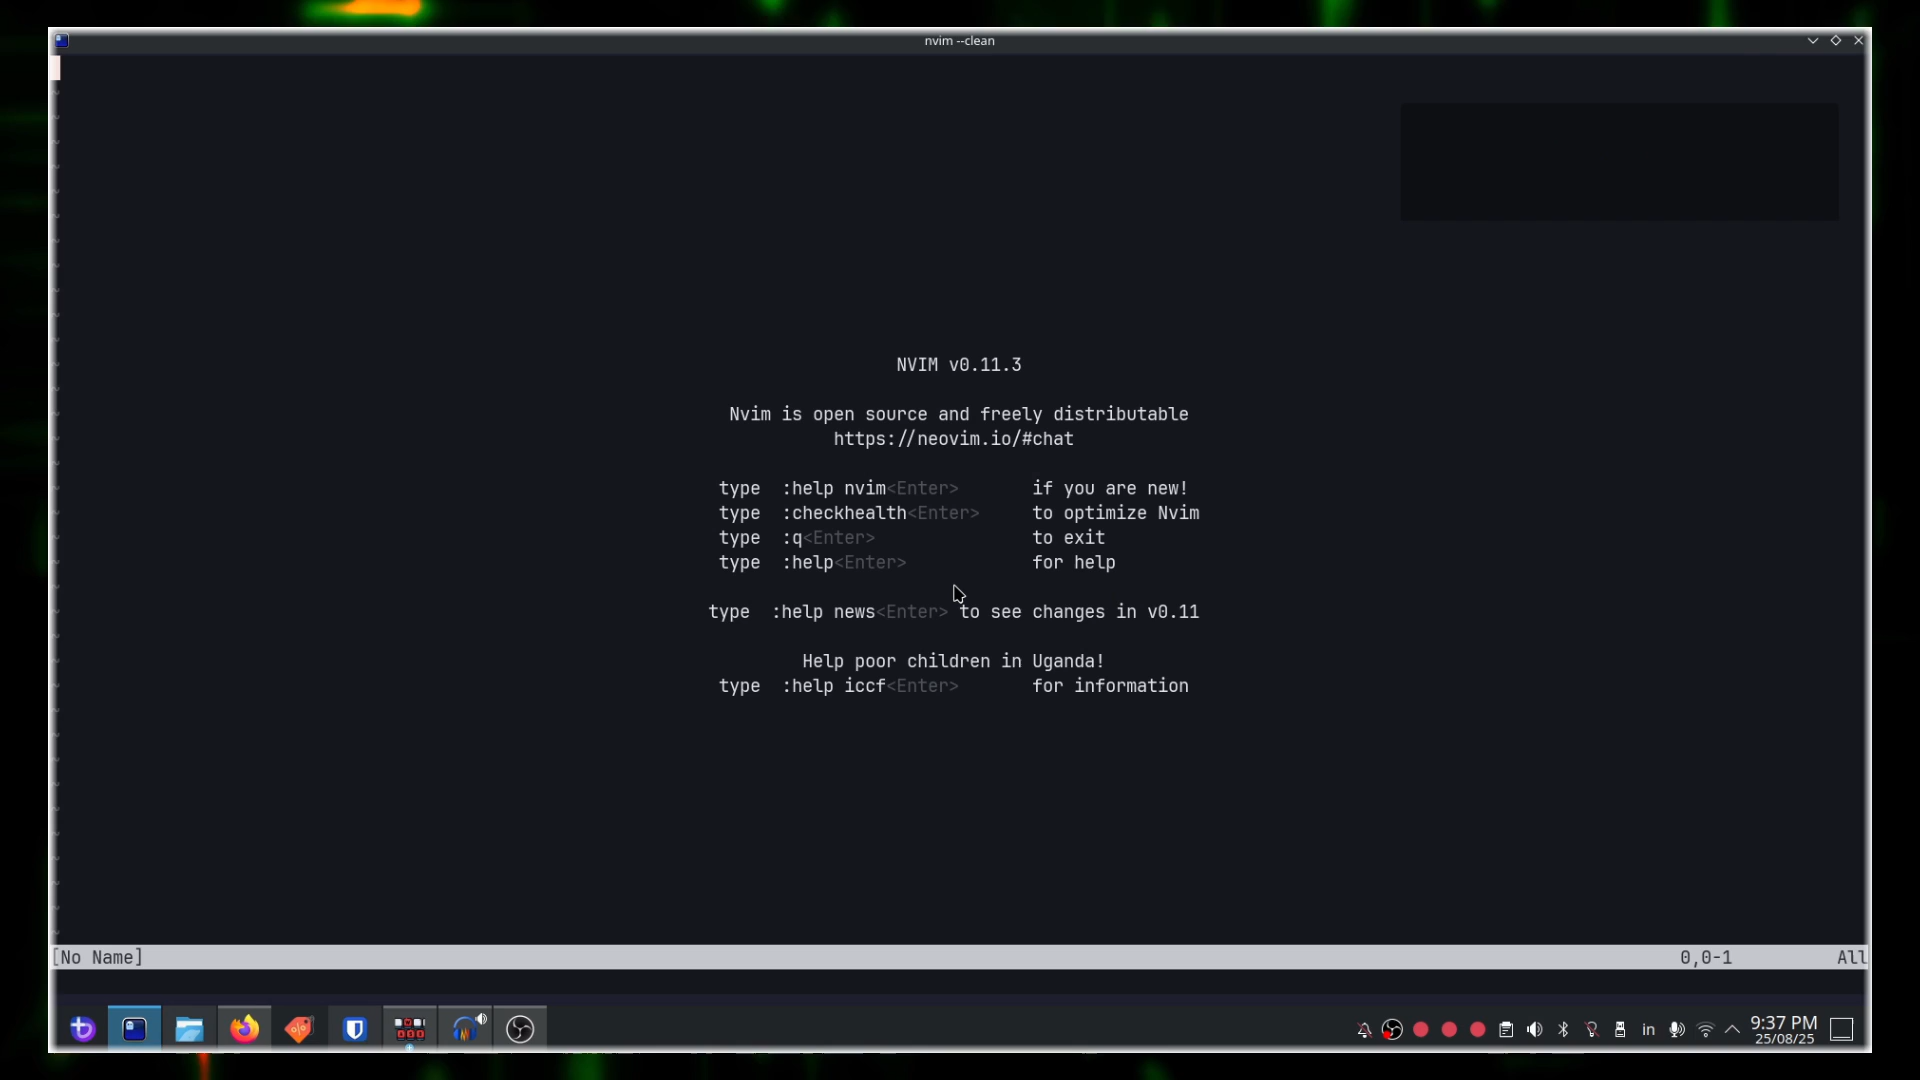 nvim --clean
NVIM v0.11.3
Nvim is open source and freely distributable
https://neovim.io/#chat
type  :help nvim<Enter>       if you are new!
type  :checkhealth<Enter>     to optimize Nvim
type  :q<Enter>               to exit
type  :help<Enter>            for help
type  :help news<Enter> to see changes in v0.11
Help poor children in Uganda!
type  :help iccf<Enter>       for information
[No Name]                     0,0-1          All
in
9:37 PM
25/08/25